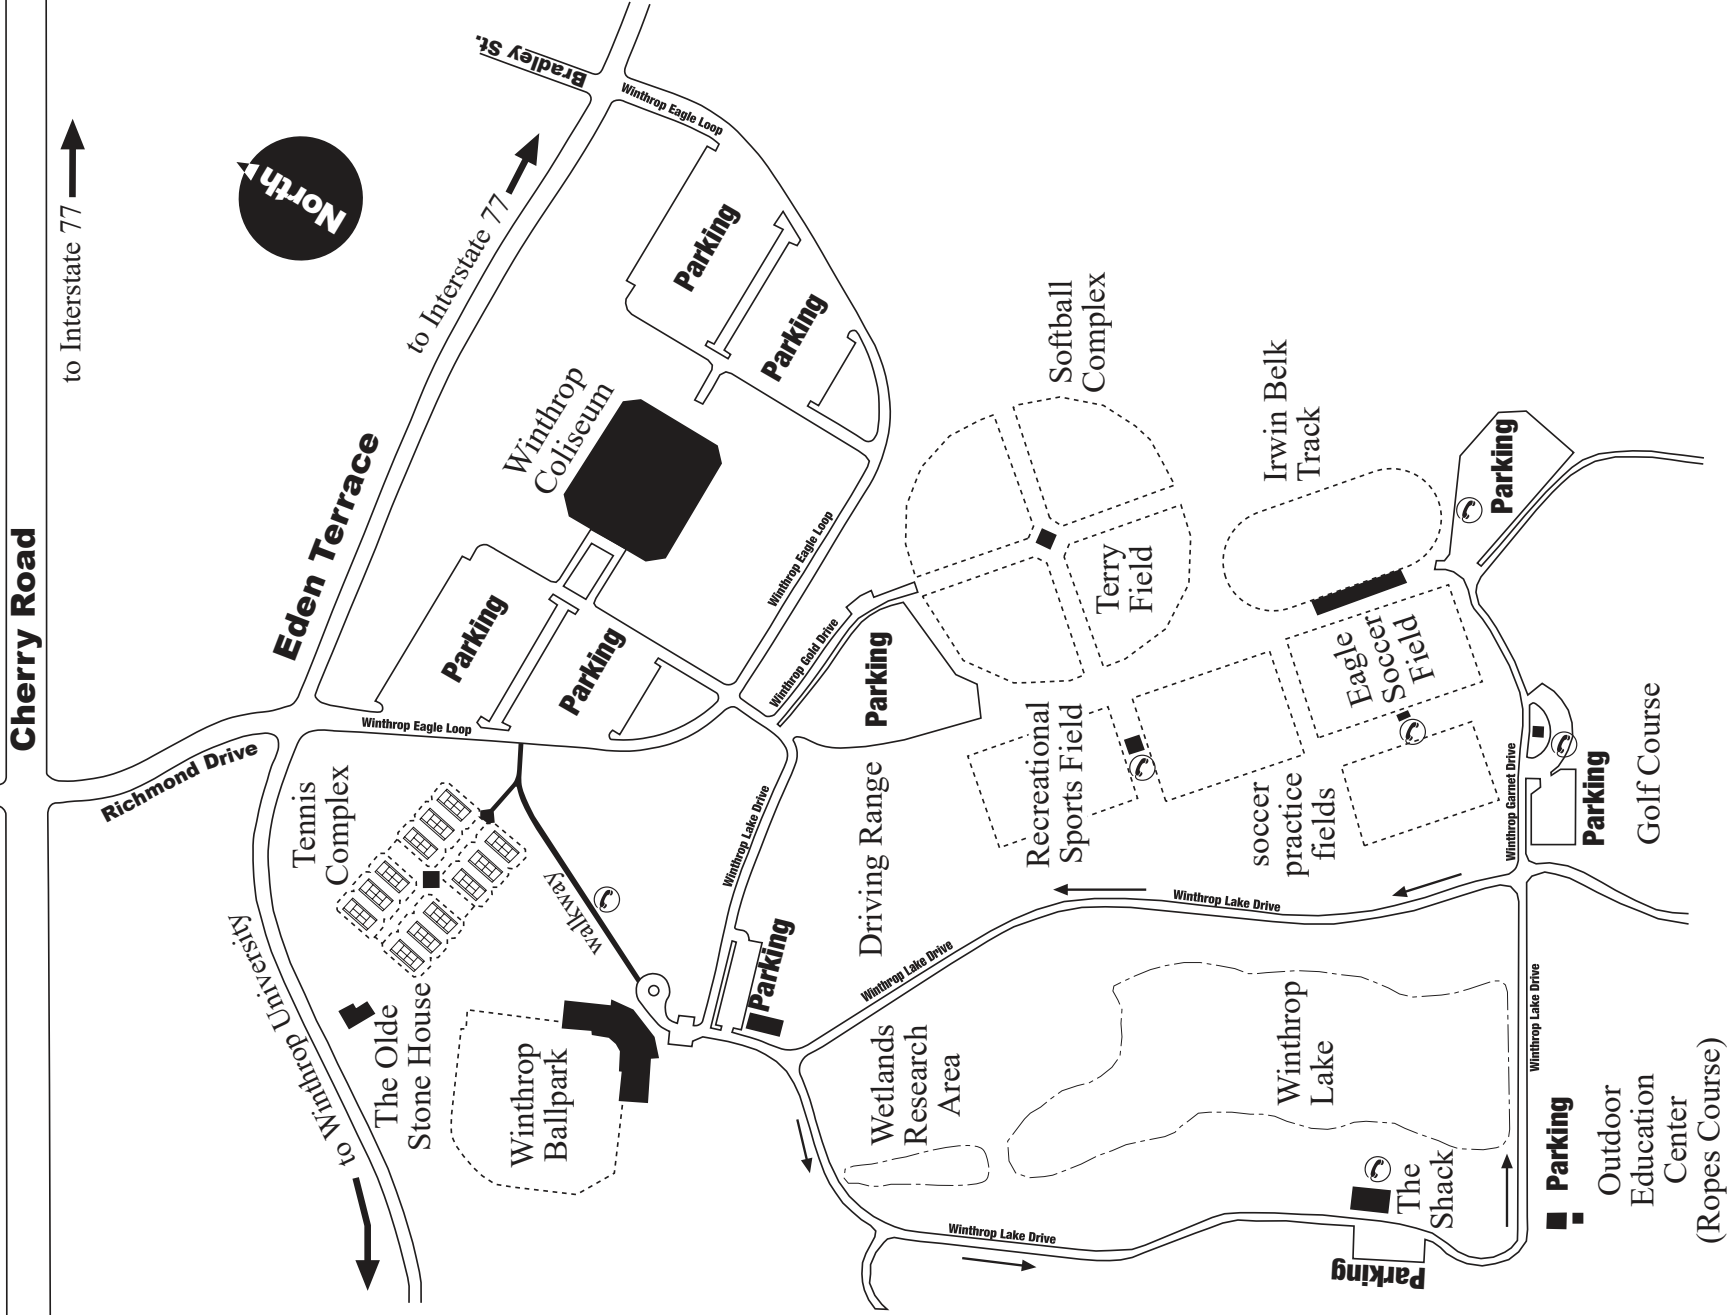 Cherry Road
to Interstate 77
North
Bradley St.
Winthrop Eagle Loop
to Interstate 77
Eden Terrace
Richmond Drive
Parking
Parking
Winthrop
Coliseum
Parking
Parking
Winthrop Eagle Loop
Winthrop Eagle Loop
Winthrop Gold Drive
Parking
Softball
Complex
Terry
Field
Irwin Belk
Track
Parking
Eagle
Soccer
Field
Recreational
Sports Field
soccer
practice
fields
Winthrop Garnet Drive
Parking
Golf Course
Tennis
Complex
walkway
to Winthrop University
The Olde
Stone House
Winthrop
Ballpark
Winthrop Lake Drive
Parking
Driving Range
Winthrop Lake Drive
Winthrop Lake Drive
Wetlands
Research
Area
Winthrop
Lake
Winthrop Lake Drive
The
Shack
Parking
Winthrop Lake Drive
Parking
Outdoor
Education
Center
(Ropes Course)